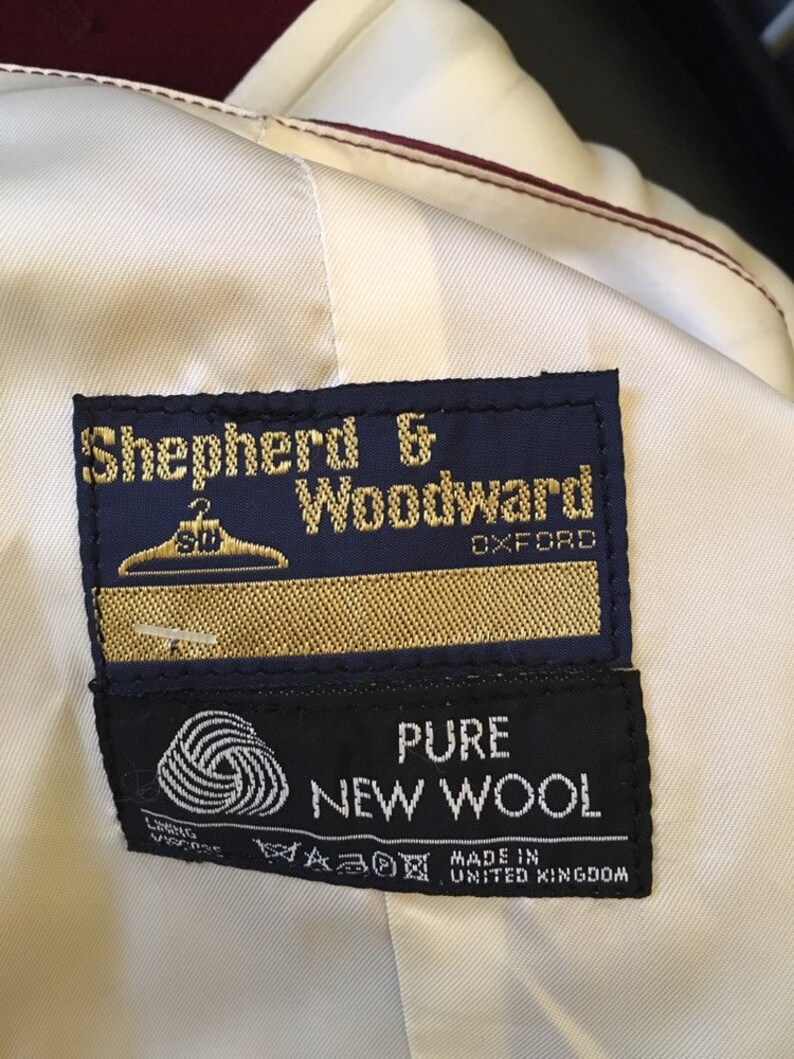 Shepherd &
Woodward
SW
OXFORD
PURE
NEW WOOL
LINING
VISCOSE
P
MADE IN
UNITED KINGDOM